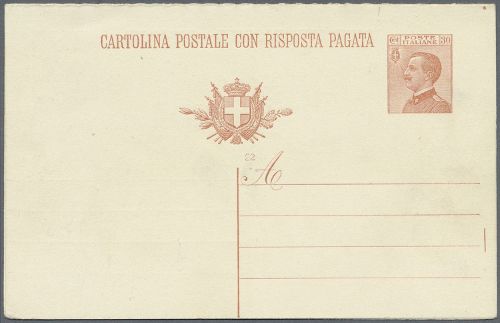 CARTOLINA POSTALE CON RISPOSTA PAGATA
Cent POSTE 30
ITALIANE
22
A